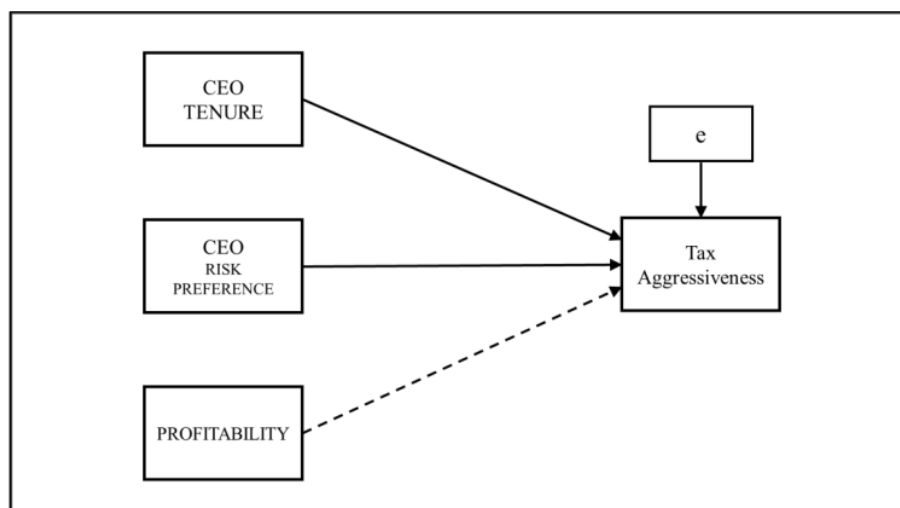 CEO
TENURE
e
CEO
RISK
PREFERENCE
Tax
Aggressiveness
PROFITABILITY